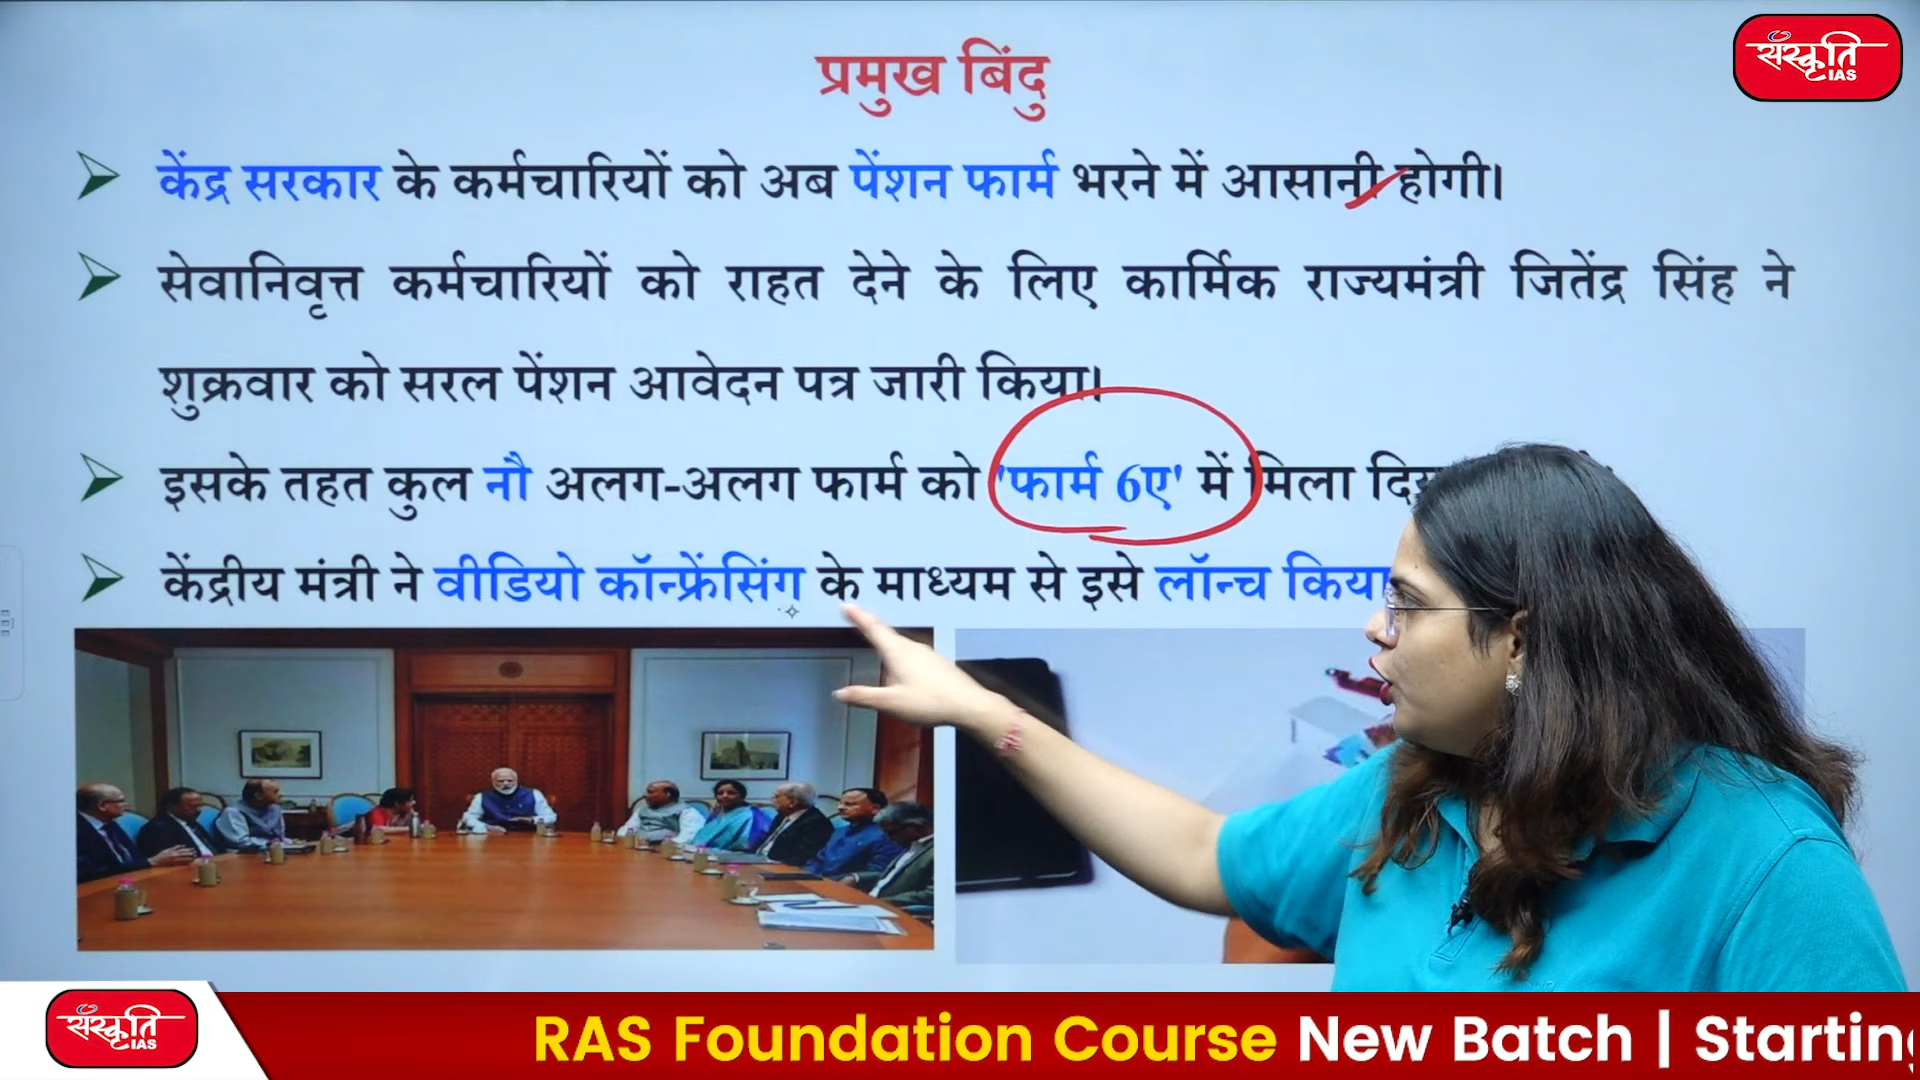 प्रमुख बिंदु
संस्कृति
IAS
केंद्र सरकार के कर्मचारियों को अब पेंशन फार्म भरने में आसानी होगी।
सेवानिवृत्त कर्मचारियों को राहत देने के लिए कार्मिक राज्यमंत्री जितेंद्र सिंह ने
शुक्रवार को सरल पेंशन आवेदन पत्र जारी किया।
इसके तहत कुल नौ अलग-अलग फार्म को 'फार्म 6ए' में मिला
केंद्रीय मंत्री ने वीडियो कॉन्फ्रेंसिंग के माध्यम से इसे लॉन्च किया
संस्कृति
IAS
RAS Foundation Course New Batch | Starting